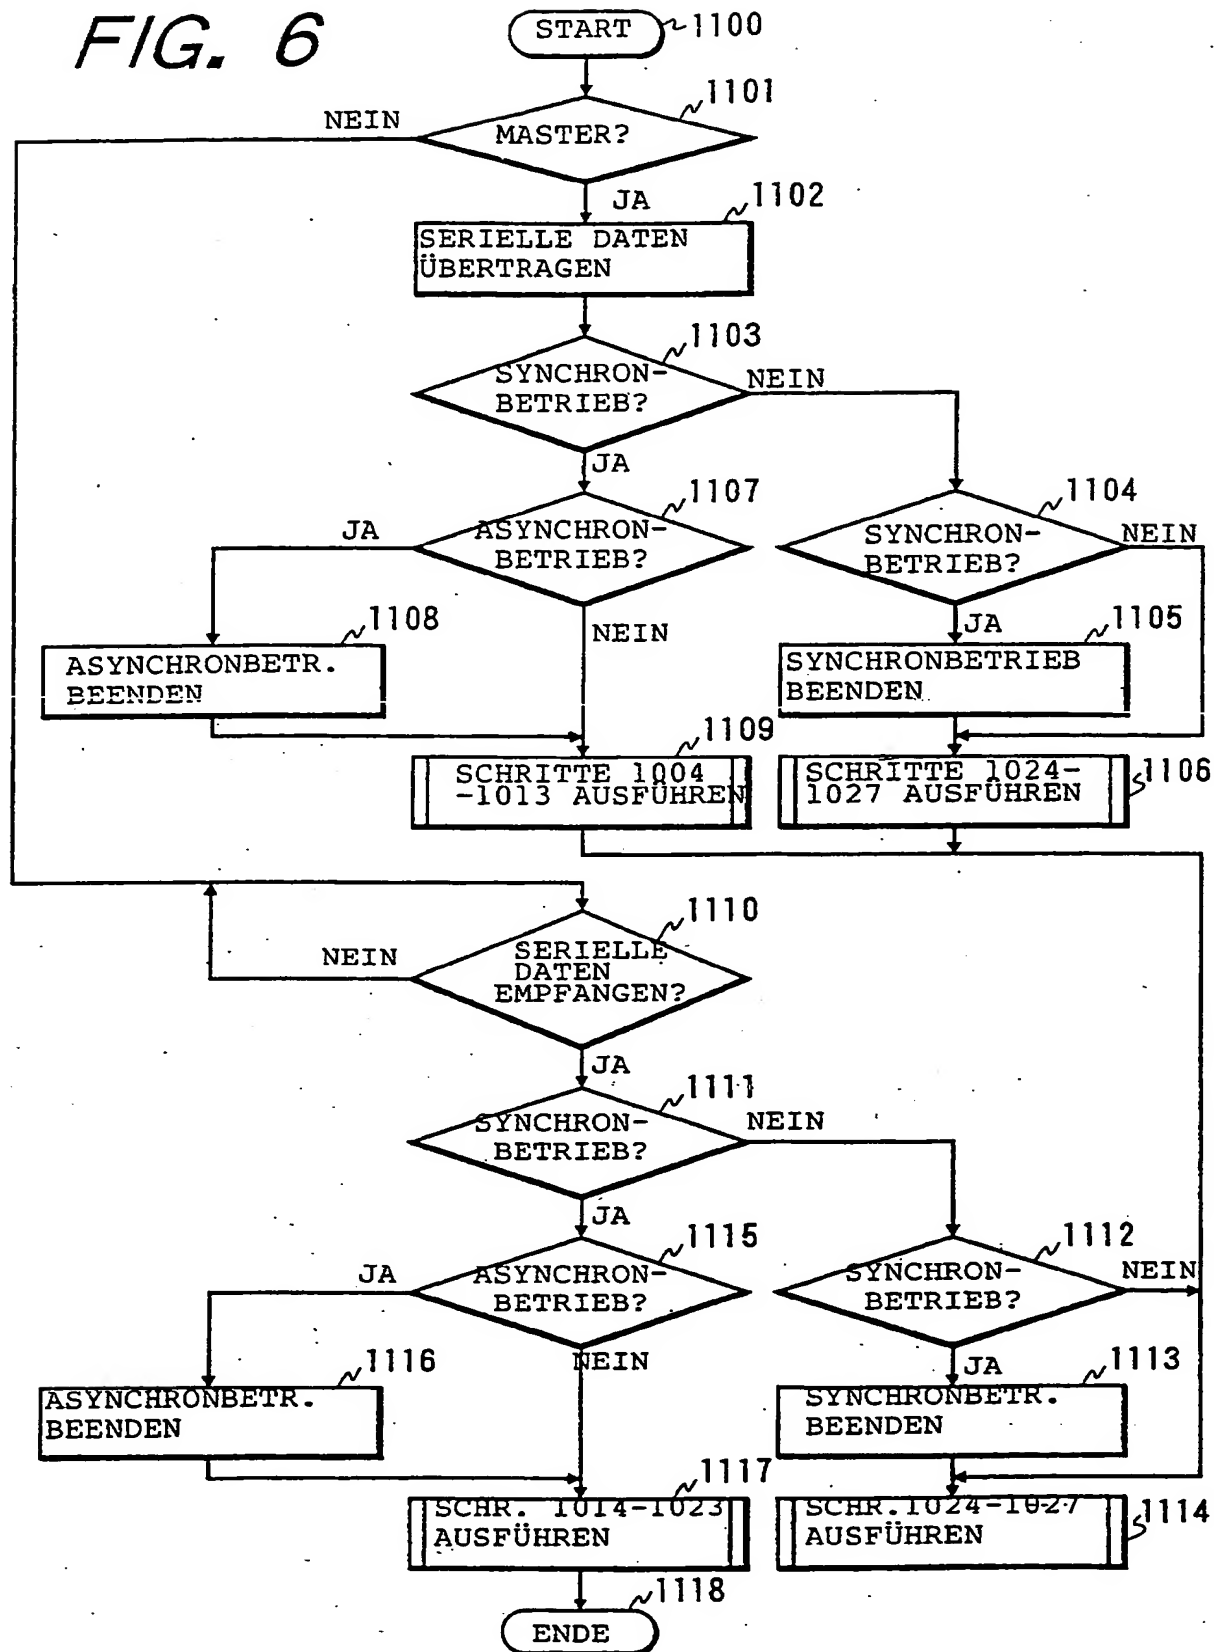 FIG. 6
START
1100
1101
MASTER?
NEIN
JA
1102
SERIELLE DATEN
ÜBERTRAGEN
1103
SYNCHRON-
BETRIEB?
NEIN
JA
1107
ASYNCHRON-
BETRIEB?
JA
NEIN
1104
SYNCHRON-
BETRIEB?
NEIN
JA
1108
ASYNCHRONBETR.
BEENDEN
1105
SYNCHRONBETRIEB
BEENDEN
1109
SCHRITTE 1004
-1013 AUSFÜHREN
SCHRITTE 1024-
1027 AUSFÜHREN
1106
1110
SERIELLE
DATEN
EMPFANGEN?
NEIN
JA
1111
SYNCHRON-
BETRIEB?
NEIN
JA
1115
ASYNCHRON-
BETRIEB?
JA
NEIN
1112
SYNCHRON-
BETRIEB?
NEIN
JA
1116
ASYNCHRONBETR.
BEENDEN
1113
SYNCHRONBETR.
BEENDEN
1117
SCHR. 1014-1023
AUSFÜHREN
SCHR.1024-1027
AUSFÜHREN
1114
1118
ENDE